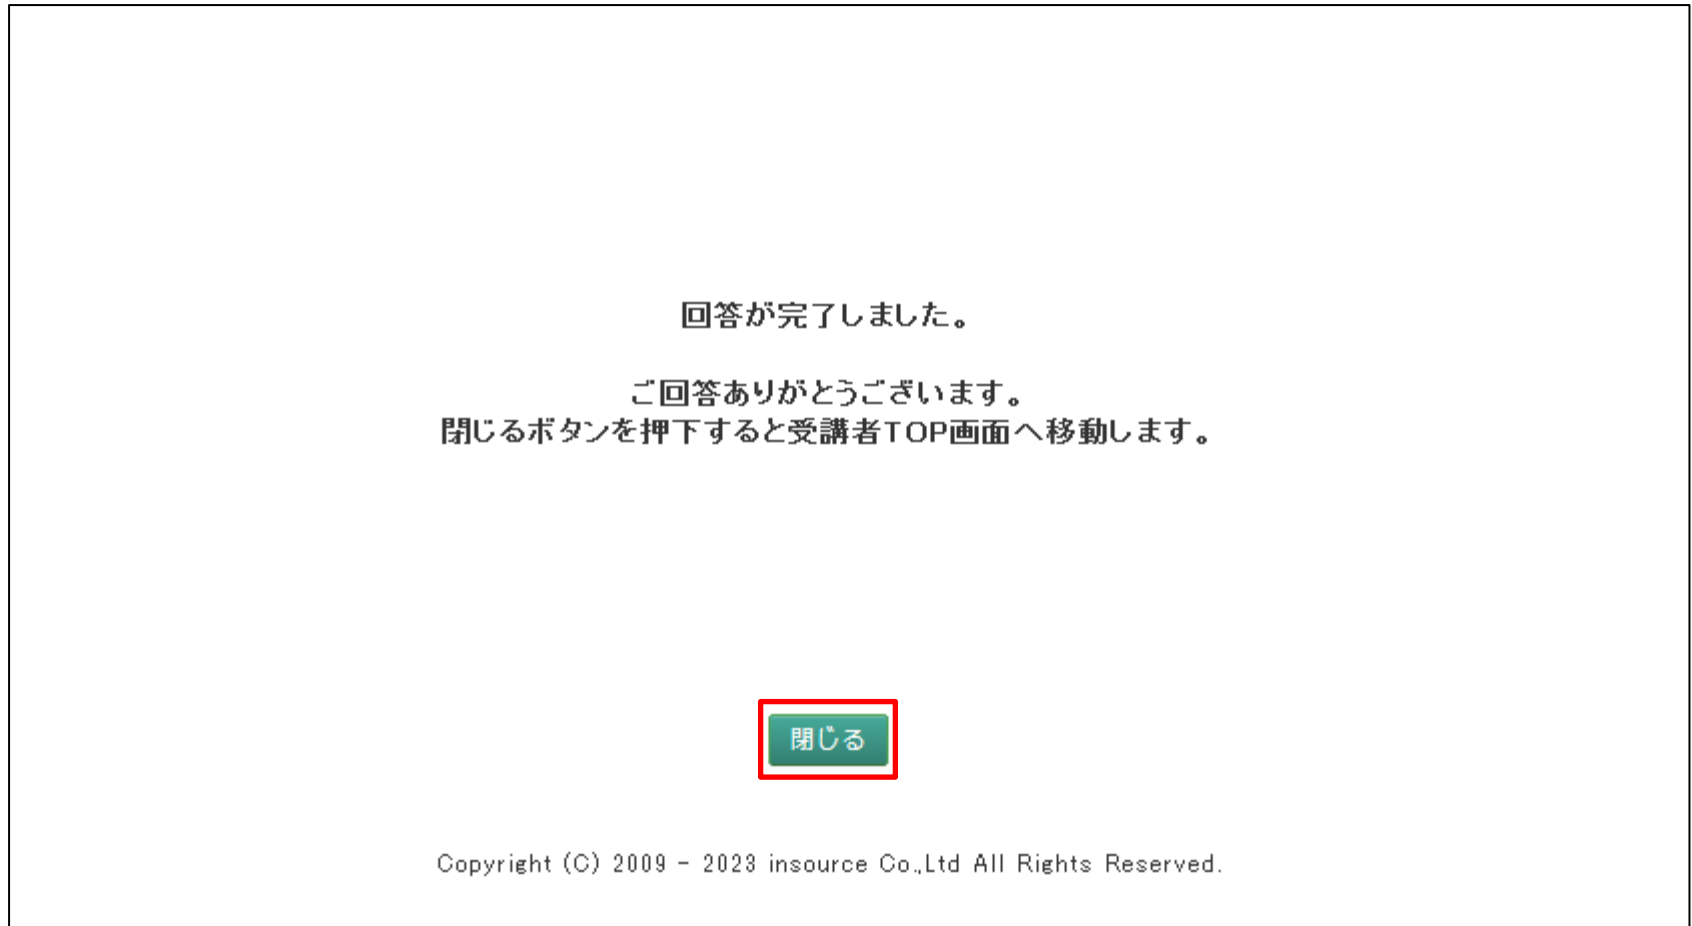 回答が完了しました。
ご回答ありがとうございます。
閉じるボタンを押下すると受講者TOP画面へ移動します。
閉じる
Copyright (C) 2009 - 2023 insource Co.,Ltd All Rights Reserved.